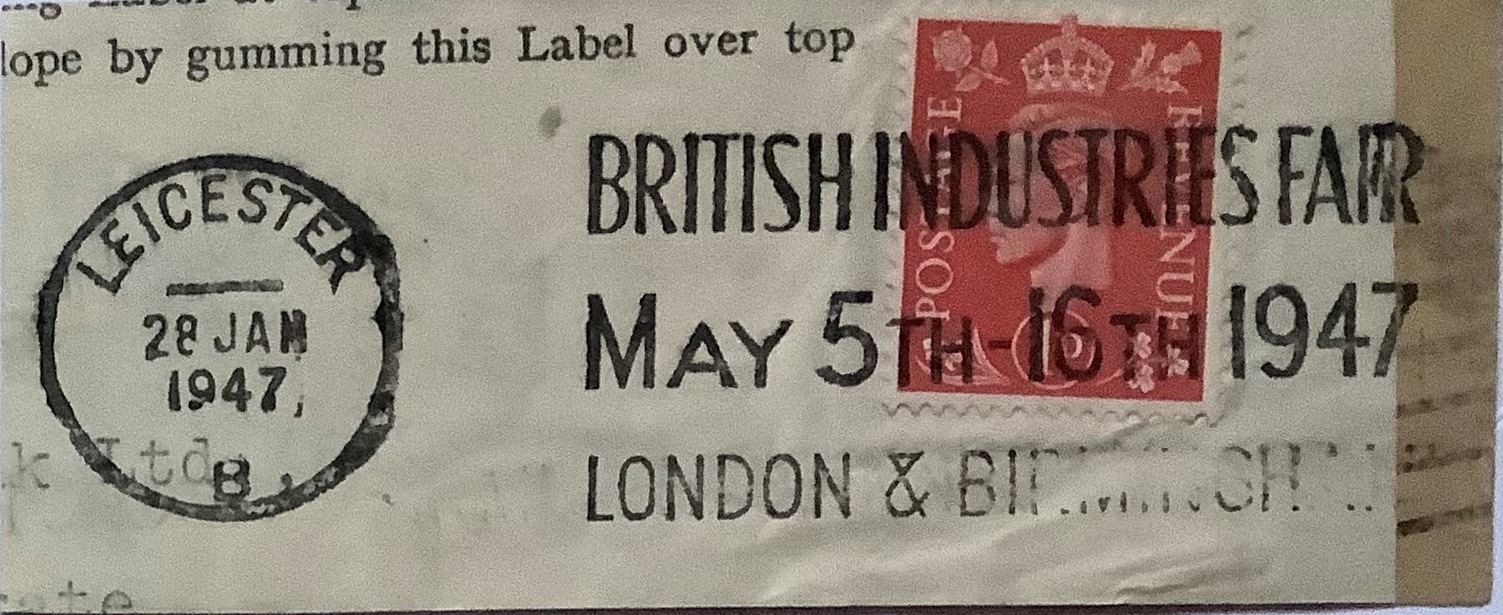 lope by gumming this Label over top
LEICESTER
28 JAN
1947
B
k Ltd.,
POSTAGE
REVENUE
BRITISH INDUSTRIES FAIR
MAY 5TH-16TH 1947
LONDON &